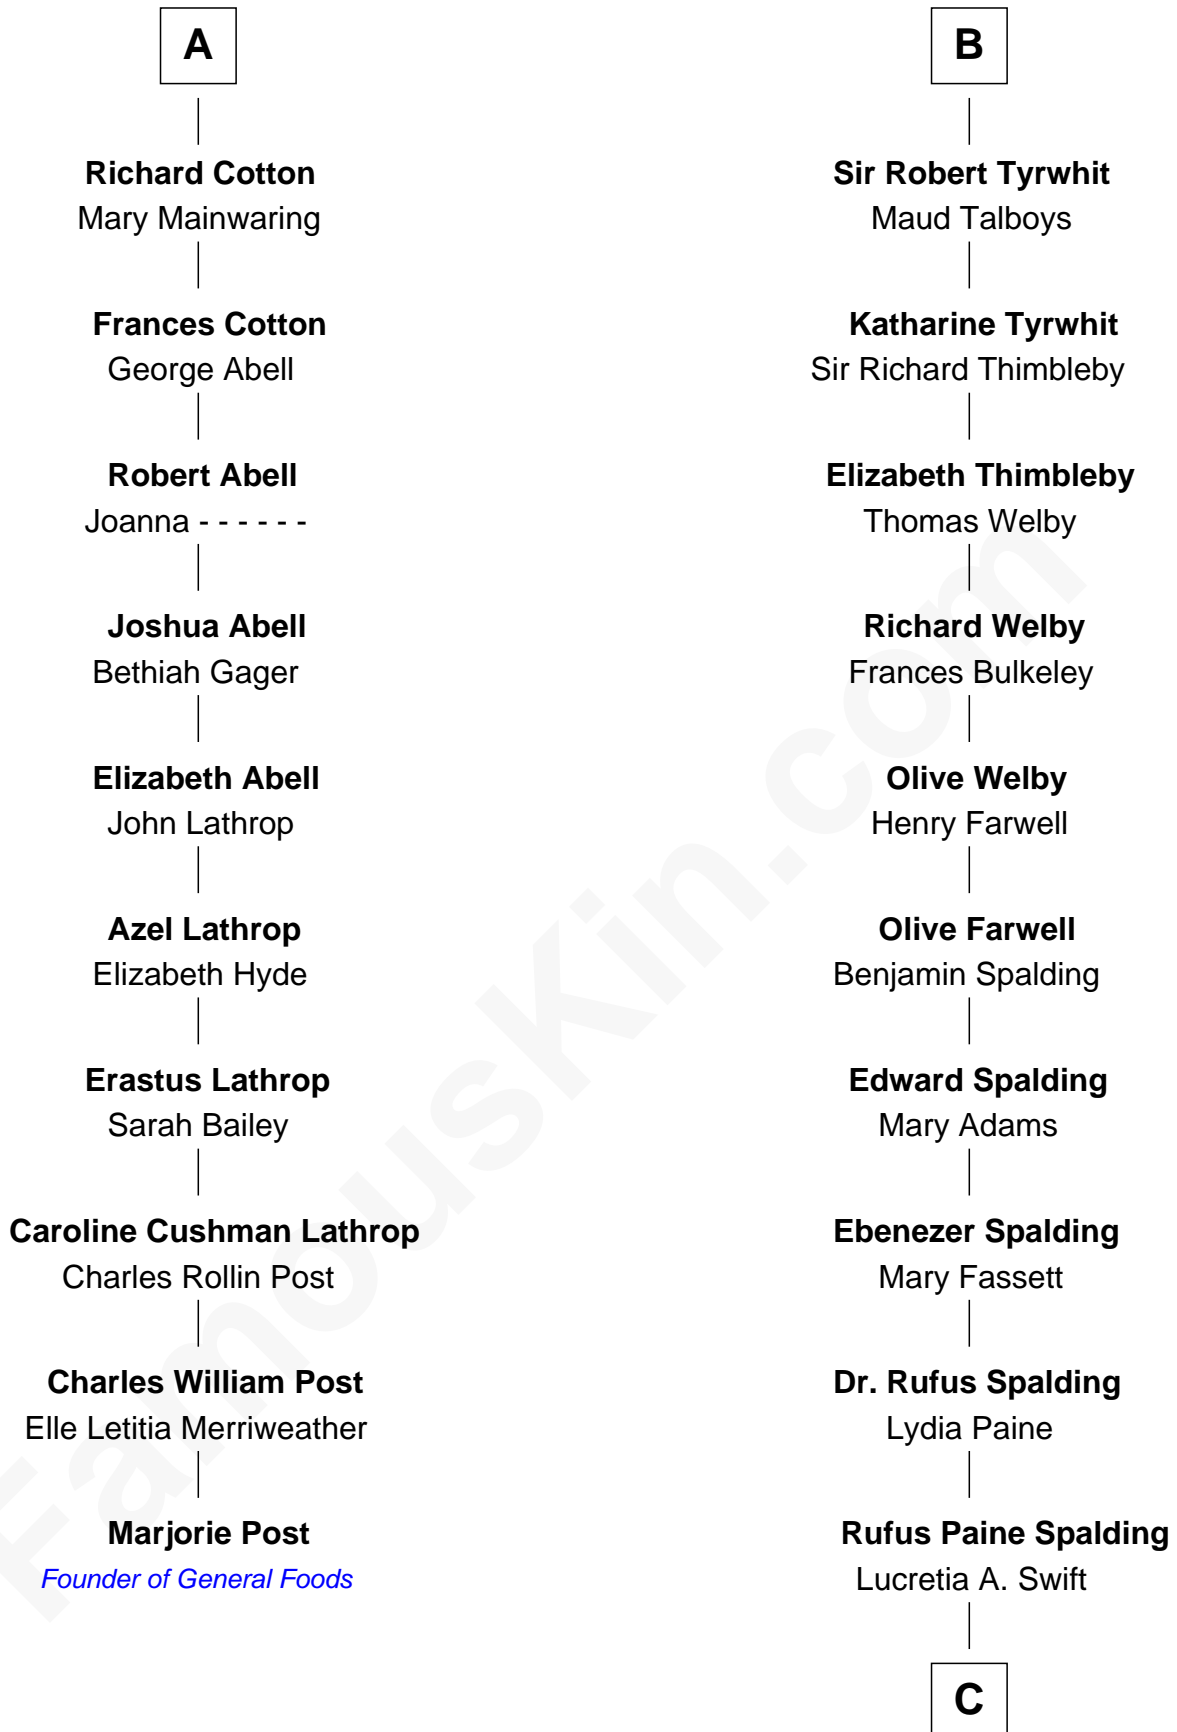 A
Richard Cotton
Mary Mainwaring
Frances Cotton
George Abell
Robert Abell
Joanna - - - - - -
Joshua Abell
Bethiah Gager
Elizabeth Abell
John Lathrop
Azel Lathrop
Elizabeth Hyde
Erastus Lathrop
Sarah Bailey
Caroline Cushman Lathrop
Charles Rollin Post
Charles William Post
Elle Letitia Merriweather
Marjorie Post
Founder of General Foods
B
Sir Robert Tyrwhit
Maud Talboys
Katharine Tyrwhit
Sir Richard Thimbleby
Elizabeth Thimbleby
Thomas Welby
Richard Welby
Frances Bulkeley
Olive Welby
Henry Farwell
Olive Farwell
Benjamin Spalding
Edward Spalding
Mary Adams
Ebenezer Spalding
Mary Fassett
Dr. Rufus Spalding
Lydia Paine
Rufus Paine Spalding
Lucretia A. Swift
C
FamousKin.com